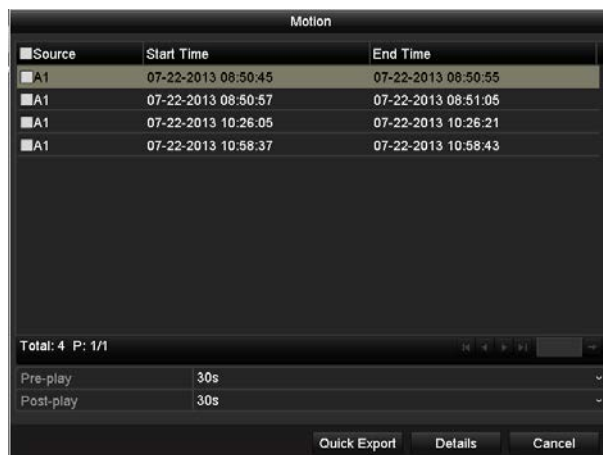 Motion
Source Start Time End Time
A1 07-22-2013 08:50:45 07-22-2013 08:50:55
A1 07-22-2013 08:50:57 07-22-2013 08:51:05
A1 07-22-2013 10:26:05 07-22-2013 10:26:21
A1 07-22-2013 10:58:37 07-22-2013 10:58:43
Total: 4 P: 1/1
Pre-play 30s
Post-play 30s
Quick Export Details Cancel